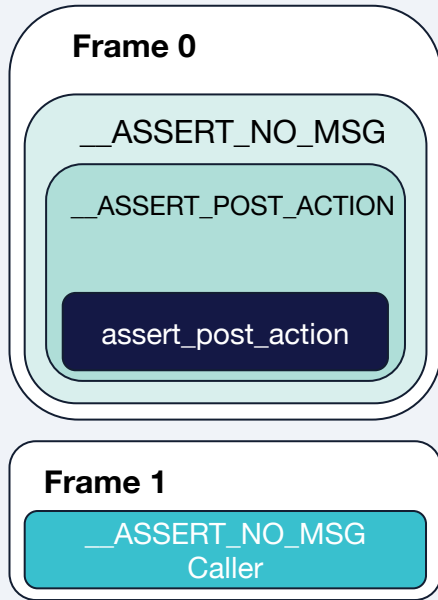 Frame 0
__ASSERT_NO_MSG
__ASSERT_POST_ACTION
assert_post_action
Frame 1
__ASSERT_NO_MSG
Caller